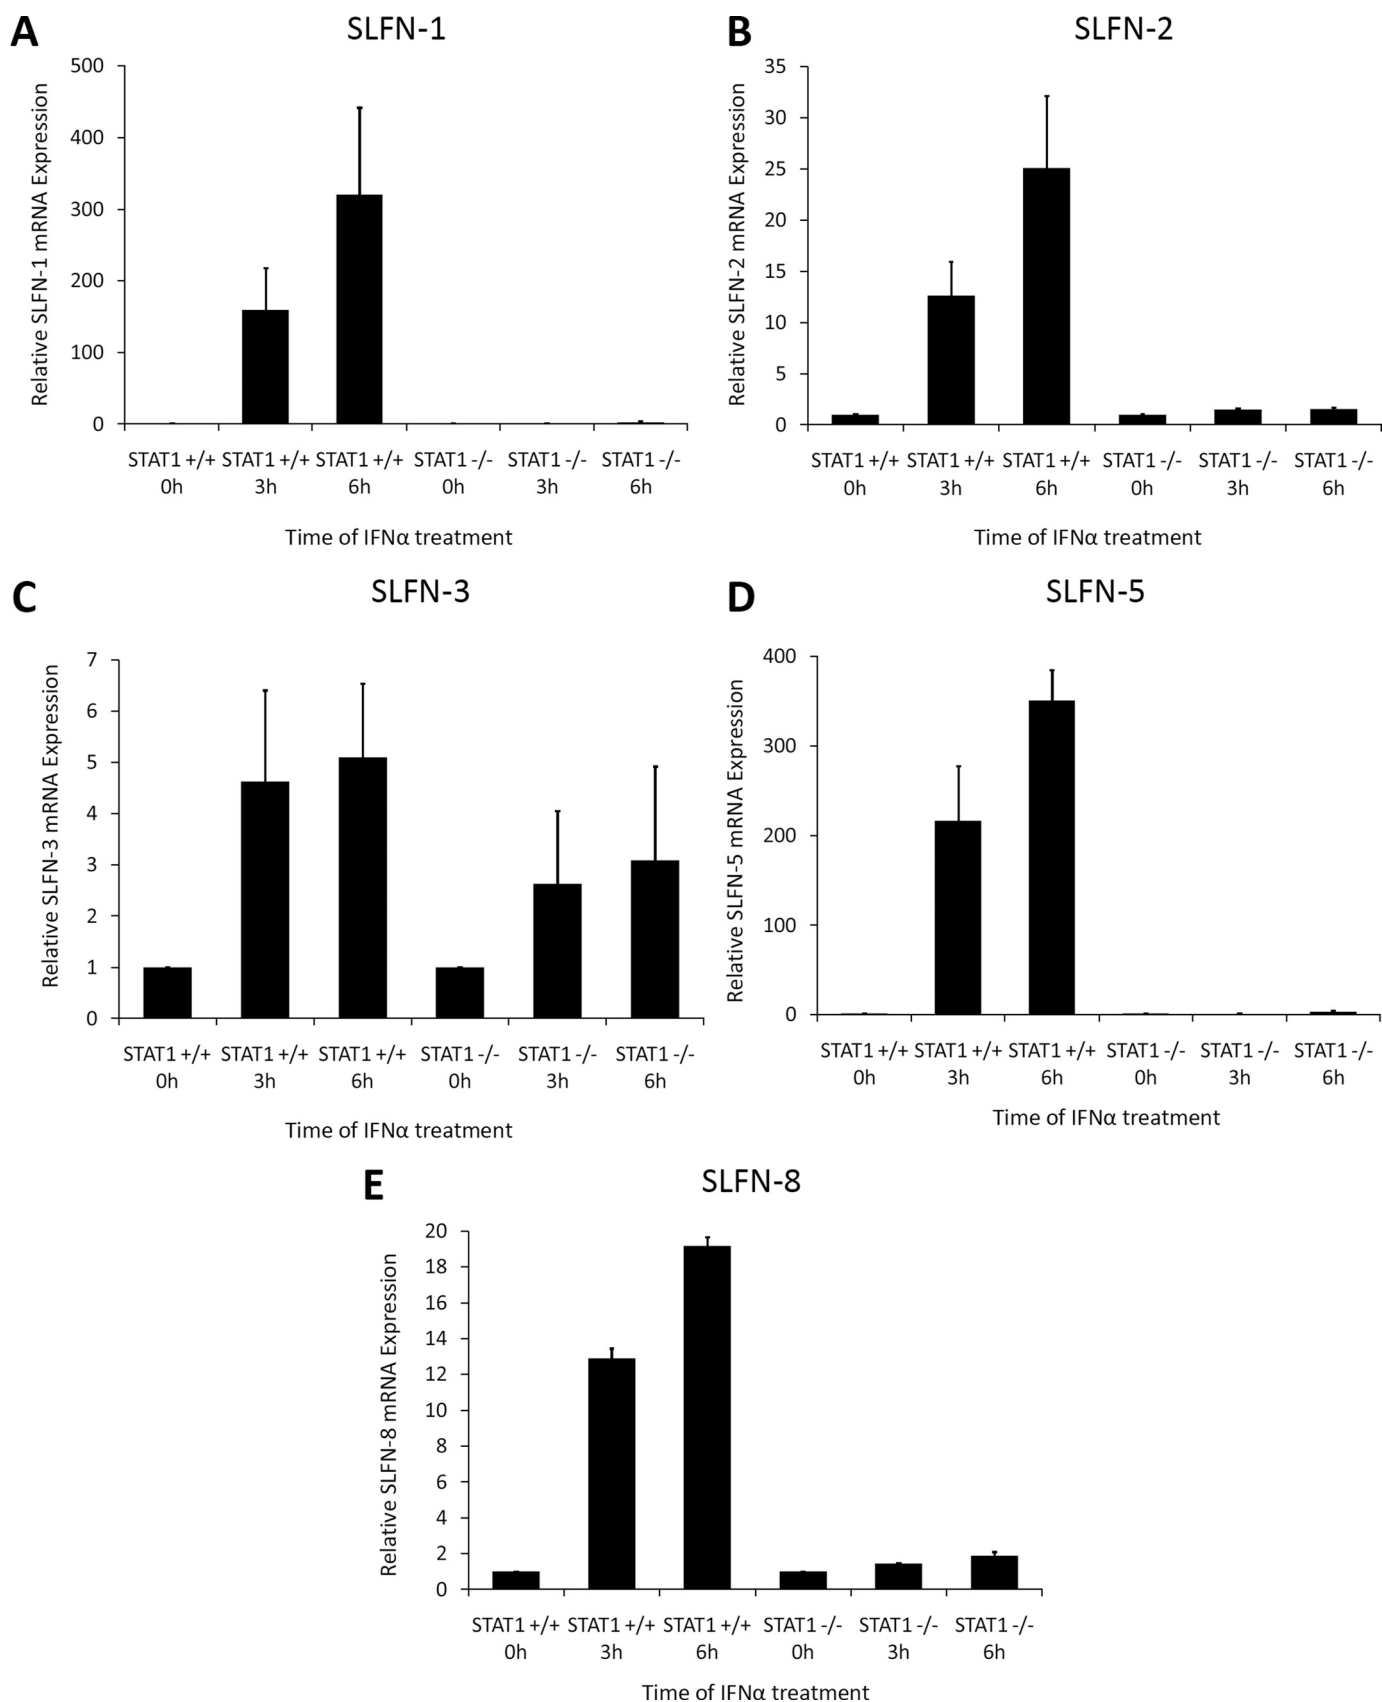 A
SLFN-1
Relative SLFN-1 mRNA Expression
500
400
300
200
100
0
STAT1 +/+ STAT1 +/+ STAT1 +/+ STAT1 -/- STAT1 -/- STAT1 -/-
0h 3h 6h 0h 3h 6h
Time of IFNα treatment
B
SLFN-2
Relative SLFN-2 mRNA Expression
35
30
25
20
15
10
5
0
STAT1 +/+ STAT1 +/+ STAT1 +/+ STAT1 -/- STAT1 -/- STAT1 -/-
0h 3h 6h 0h 3h 6h
Time of IFNα treatment
C
SLFN-3
Relative SLFN-3 mRNA Expression
7
6
5
4
3
2
1
0
STAT1 +/+ STAT1 +/+ STAT1 +/+ STAT1 -/- STAT1 -/- STAT1 -/-
0h 3h 6h 0h 3h 6h
Time of IFNα treatment
D
SLFN-5
Relative SLFN-5 mRNA Expression
400
300
200
100
0
STAT1 +/+ STAT1 +/+ STAT1 +/+ STAT1 -/- STAT1 -/- STAT1 -/-
0h 3h 6h 0h 3h 6h
Time of IFNα treatment
E
SLFN-8
Relative SLFN-8 mRNA Expression
20
18
16
14
12
10
8
6
4
2
0
STAT1 +/+ STAT1 +/+ STAT1 +/+ STAT1 -/- STAT1 -/- STAT1 -/-
0h 3h 6h 0h 3h 6h
Time of IFNα treatment